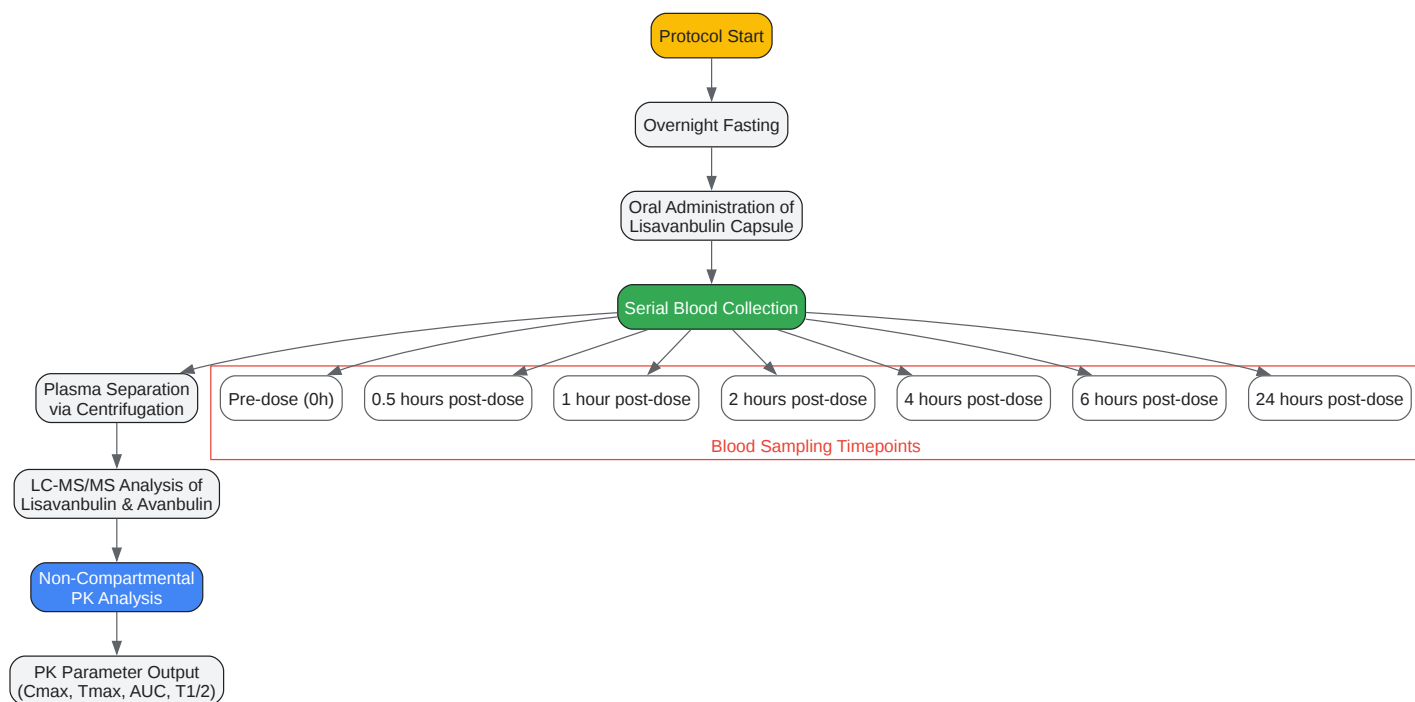 Protocol Start
Overnight Fasting
Oral Administration of
Lisavanbulin Capsule
Serial Blood Collection
Plasma Separation
via Centrifugation
Pre-dose (0h)
0.5 hours post-dose
1 hour post-dose
2 hours post-dose
4 hours post-dose
6 hours post-dose
24 hours post-dose
Blood Sampling Timepoints
LC-MS/MS Analysis of
Lisavanbulin & Avanbulin
Non-Compartmental
PK Analysis
PK Parameter Output
(Cmax, Tmax, AUC, T1/2)